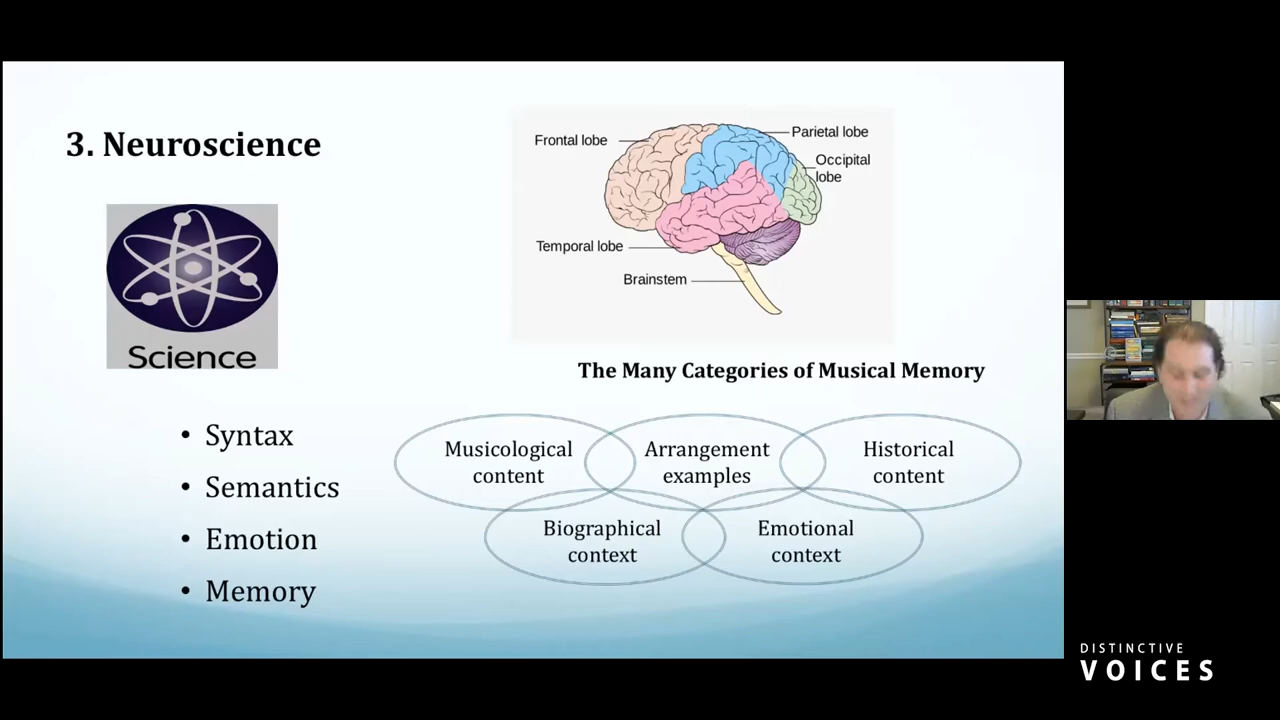 3. Neuroscience
Science
Frontal lobe
Parietal lobe
Occipital
lobe
Temporal lobe
Brainstem
The Many Categories of Musical Memory
• Syntax
• Semantics
• Emotion
• Memory
Musicological
content
Arrangement
examples
Historical
content
Biographical
context
Emotional
context
DISTINCTIVE
VOICES